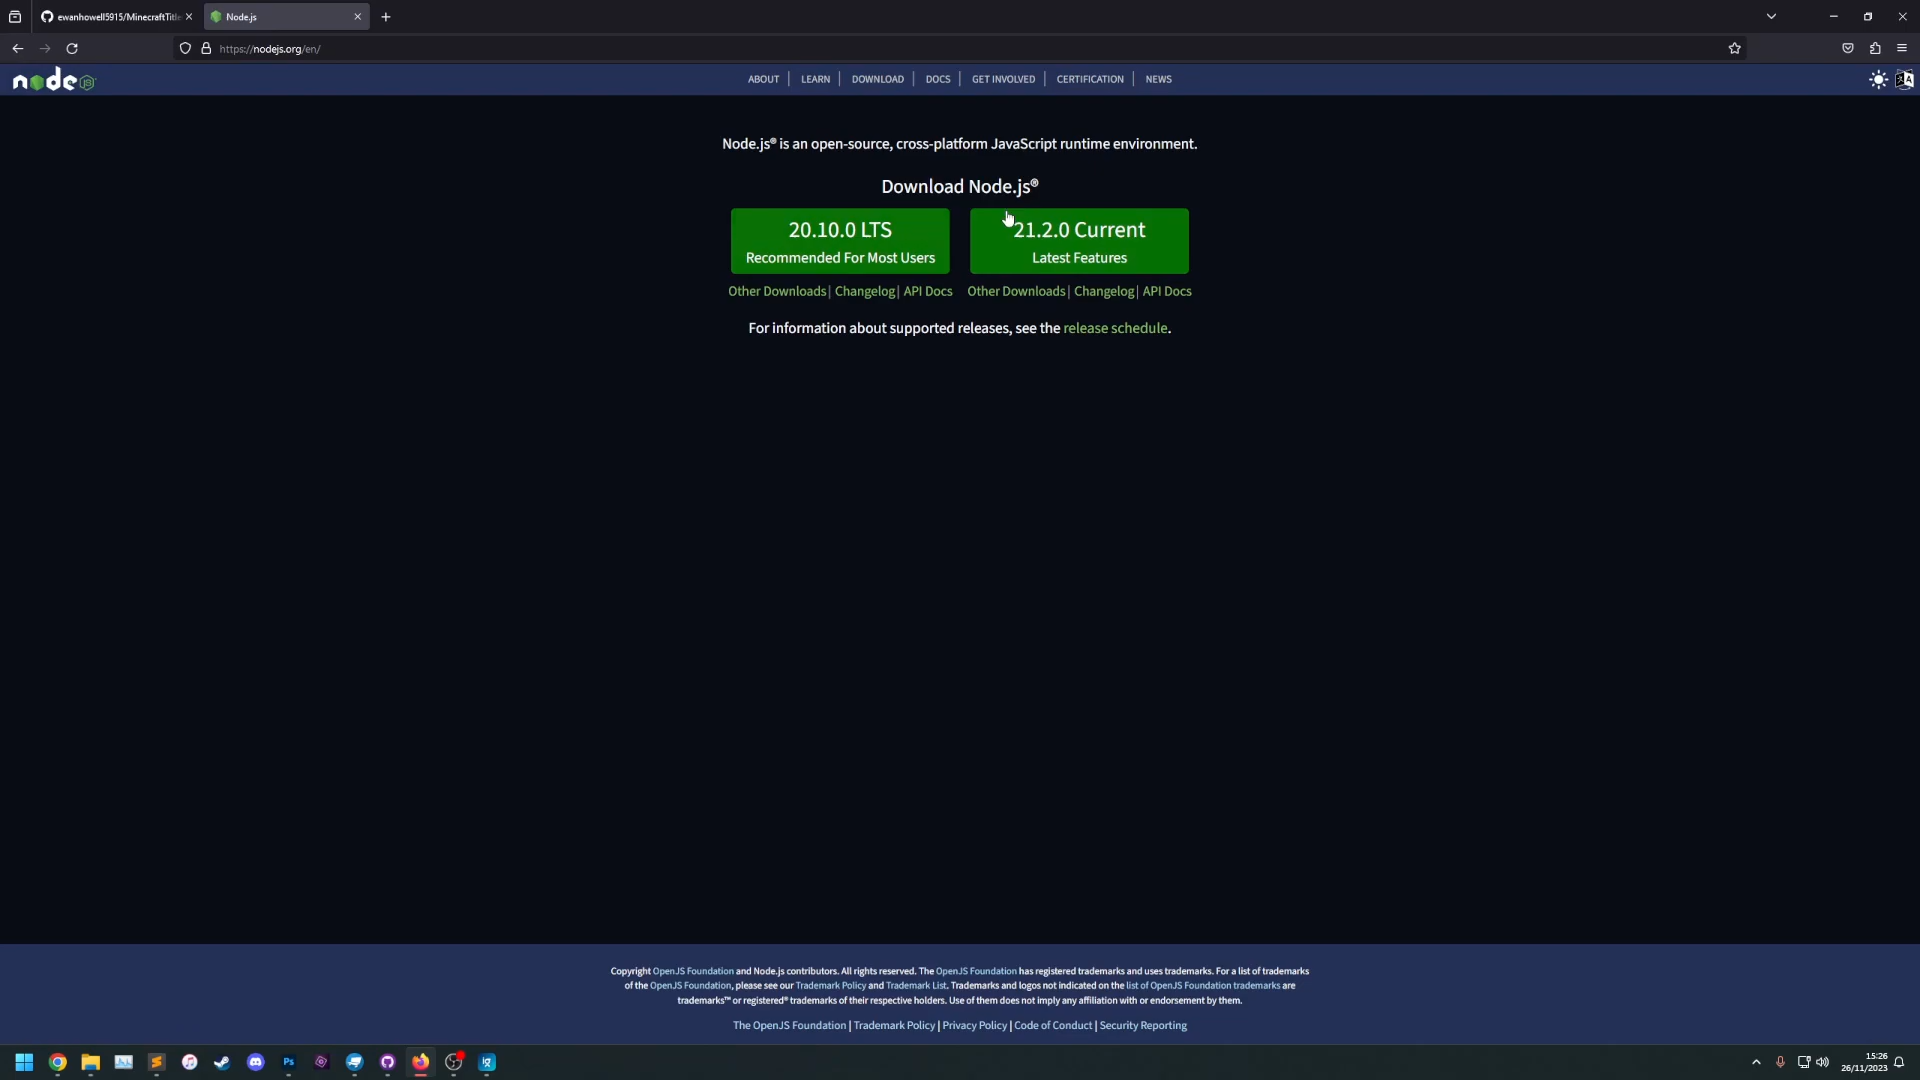 ewanhowell5915/MinecraftTitle
Node.js
https://nodejs.org/en/
node
ABOUT | LEARN | DOWNLOAD | DOCS | GET INVOLVED | CERTIFICATION | NEWS
Node.js® is an open-source, cross-platform JavaScript runtime environment.
Download Node.js®
20.10.0 LTS
Recommended For Most Users
21.2.0 Current
Latest Features
Other Downloads | Changelog | API Docs
Other Downloads | Changelog | API Docs
For information about supported releases, see the release schedule.
Copyright OpenJS Foundation and Node.js contributors. All rights reserved. The OpenJS Foundation has registered trademarks and uses trademarks. For a list of trademarks
of the OpenJS Foundation, please see our Trademark Policy and Trademark List. Trademarks and logos not indicated on the list of OpenJS Foundation trademarks are
trademarks™ or registered® trademarks of their respective holders. Use of them does not imply any affiliation with or endorsement by them.
The OpenJS Foundation | Trademark Policy | Privacy Policy | Code of Conduct | Security Reporting
Ps
15:26
26/11/2023